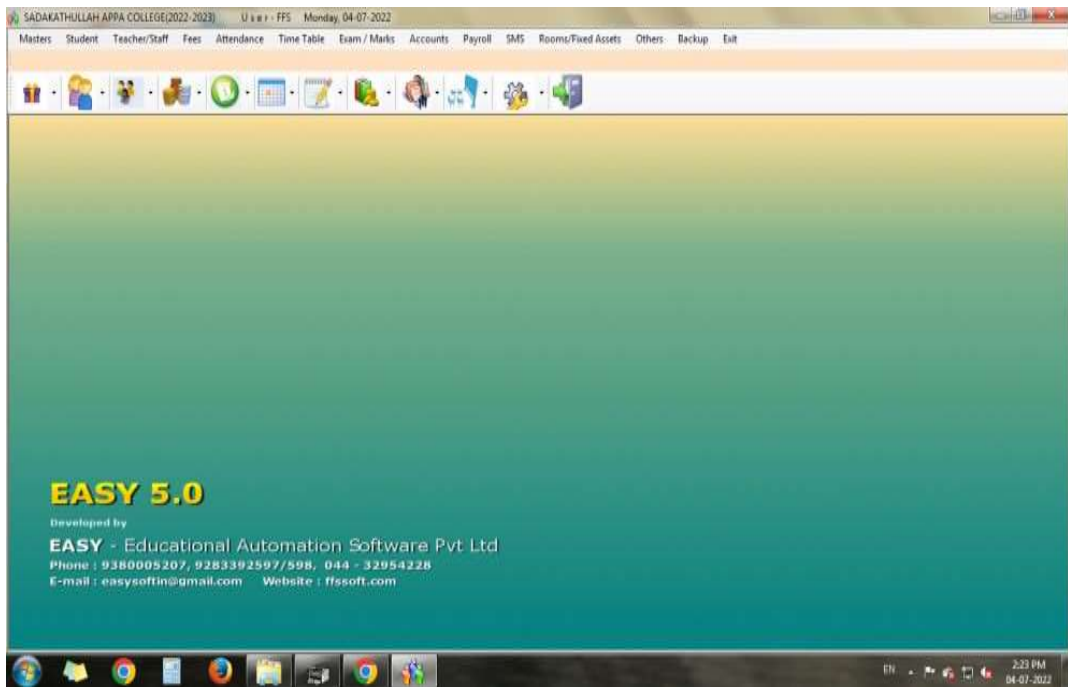 SADAKATHULLAH APPA COLLEGE(2022-2023) U s e r - FFS Monday, 04-07-2022
Masters Student Teacher/Staff Fees Attendance Time Table Exam / Marks Accounts Payroll SMS Rooms/Fixed Assets Others Backup Exit
EASY 5.0
Developed by
EASY - Educational Automation Software Pvt Ltd
Phone : 9380005207, 9283392597/598, 044 - 32954228
E-mail : easysoftin@gmail.com Website : ffssoft.com
EN 2:23 PM
04-07-2022